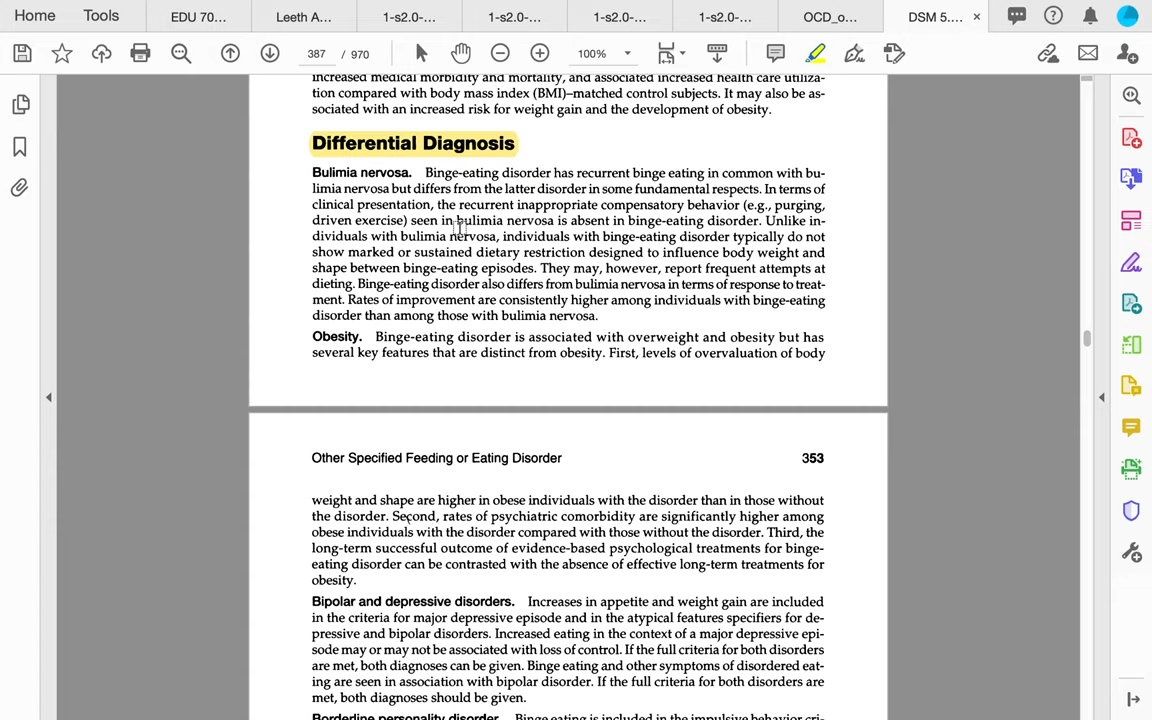 Home
Tools
EDU 70...
Leeth A...
1-s2.0-...
1-s2.0-...
1-s2.0-...
1-s2.0-...
OCD_o...
DSM 5....
387 / 970
100%
increased medical morbidity and mortality, and associated increased health care utiliza-
tion compared with body mass index (BMI)–matched control subjects. It may also be as-
sociated with an increased risk for weight gain and the development of obesity.
Differential Diagnosis
Bulimia nervosa. Binge-eating disorder has recurrent binge eating in common with bu-
limia nervosa but differs from the latter disorder in some fundamental respects. In terms of
clinical presentation, the recurrent inappropriate compensatory behavior (e.g., purging,
driven exercise) seen in bulimia nervosa is absent in binge-eating disorder. Unlike in-
dividuals with bulimia nervosa, individuals with binge-eating disorder typically do not
show marked or sustained dietary restriction designed to influence body weight and
shape between binge-eating episodes. They may, however, report frequent attempts at
dieting. Binge-eating disorder also differs from bulimia nervosa in terms of response to treat-
ment. Rates of improvement are consistently higher among individuals with binge-eating
disorder than among those with bulimia nervosa.
Obesity. Binge-eating disorder is associated with overweight and obesity but has
several key features that are distinct from obesity. First, levels of overvaluation of body
Other Specified Feeding or Eating Disorder 353
weight and shape are higher in obese individuals with the disorder than in those without
the disorder. Second, rates of psychiatric comorbidity are significantly higher among
obese individuals with the disorder compared with those without the disorder. Third, the
long-term successful outcome of evidence-based psychological treatments for binge-
eating disorder can be contrasted with the absence of effective long-term treatments for
obesity.
Bipolar and depressive disorders. Increases in appetite and weight gain are included
in the criteria for major depressive episode and in the atypical features specifiers for de-
pressive and bipolar disorders. Increased eating in the context of a major depressive epi-
sode may or may not be associated with loss of control. If the full criteria for both disorders
are met, both diagnoses can be given. Binge eating and other symptoms of disordered eat-
ing are seen in association with bipolar disorder. If the full criteria for both disorders are
met, both diagnoses should be given.
Borderline personality disorder. Binge eating is included in the impulsive behavior cri-